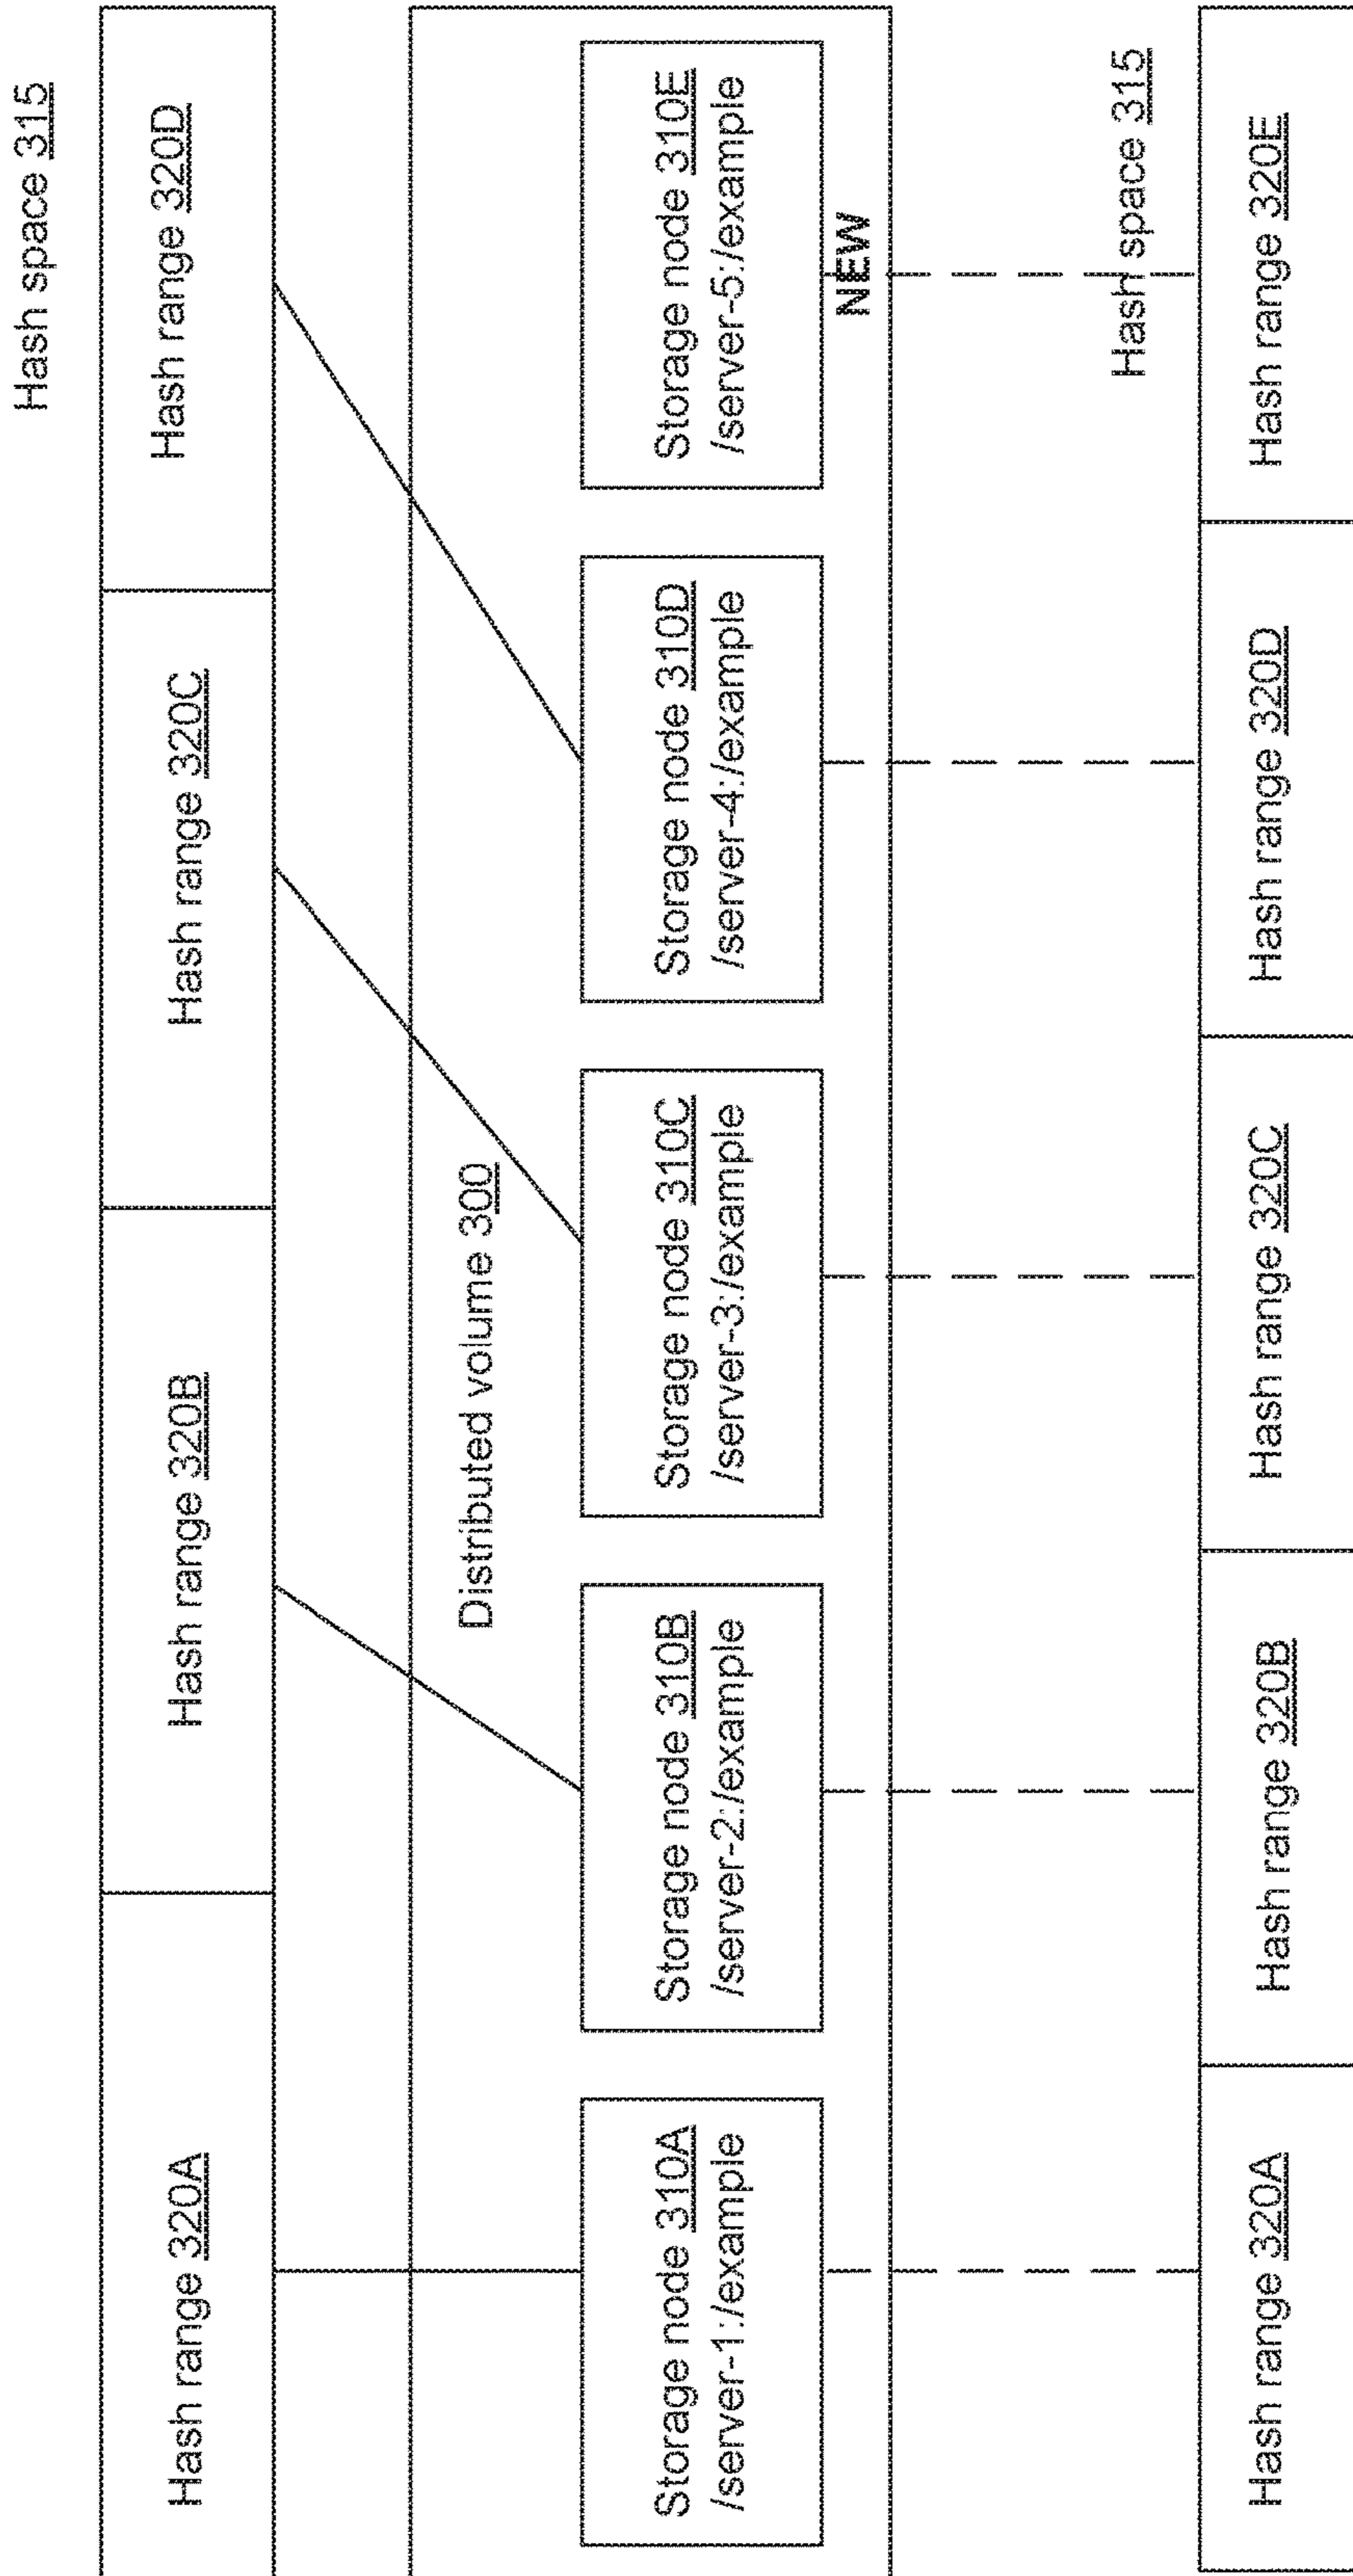 Hash space 315
Hash range 320A
Hash range 320B
Hash range 320C
Hash range 320D
Distributed volume 300
Storage node 310A
/server-1:/example
Storage node 310B
/server-2:/example
Storage node 310C
/server-3:/example
Storage node 310D
/server-4:/example
Storage node 310E
/server-5:/example
NEW
Hash space 315
Hash range 320A
Hash range 320B
Hash range 320C
Hash range 320D
Hash range 320E